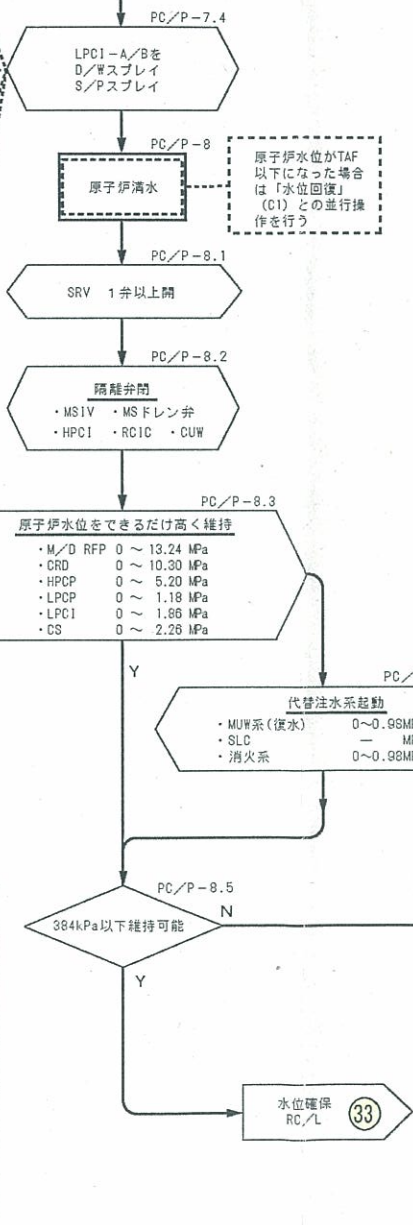 PC/P-7.4
LPCI-A/Bを
D/Wスプレイ
S/Pスプレイ
PC/P-8
原子炉満水
原子炉水位がTAF
以下になった場合
は「水位回復」
(C1)との並行操
作を行う
PC/P-8.1
SRV 1弁以上開
PC/P-8.2
隔離弁閉
・MSIV ・MSドレン弁
・HPCI ・RCIC ・CUW
PC/P-8.3
原子炉水位をできるだけ高く維持
・M/D RFP 0 ～ 13.24 MPa
・CRD 0 ～ 10.30 MPa
・HPCP 0 ～ 5.20 MPa
・LPCP 0 ～ 1.18 MPa
・LPCI 0 ～ 1.86 MPa
・CS 0 ～ 2.26 MPa
Y
PC/
代替注水系起動
・MUW系(復水) 0～0.98M
・SLC － M
・消火系 0～0.98M
PC/P-8.5
384kPa以下維持可能
N
Y
水位確保
RC/L
33